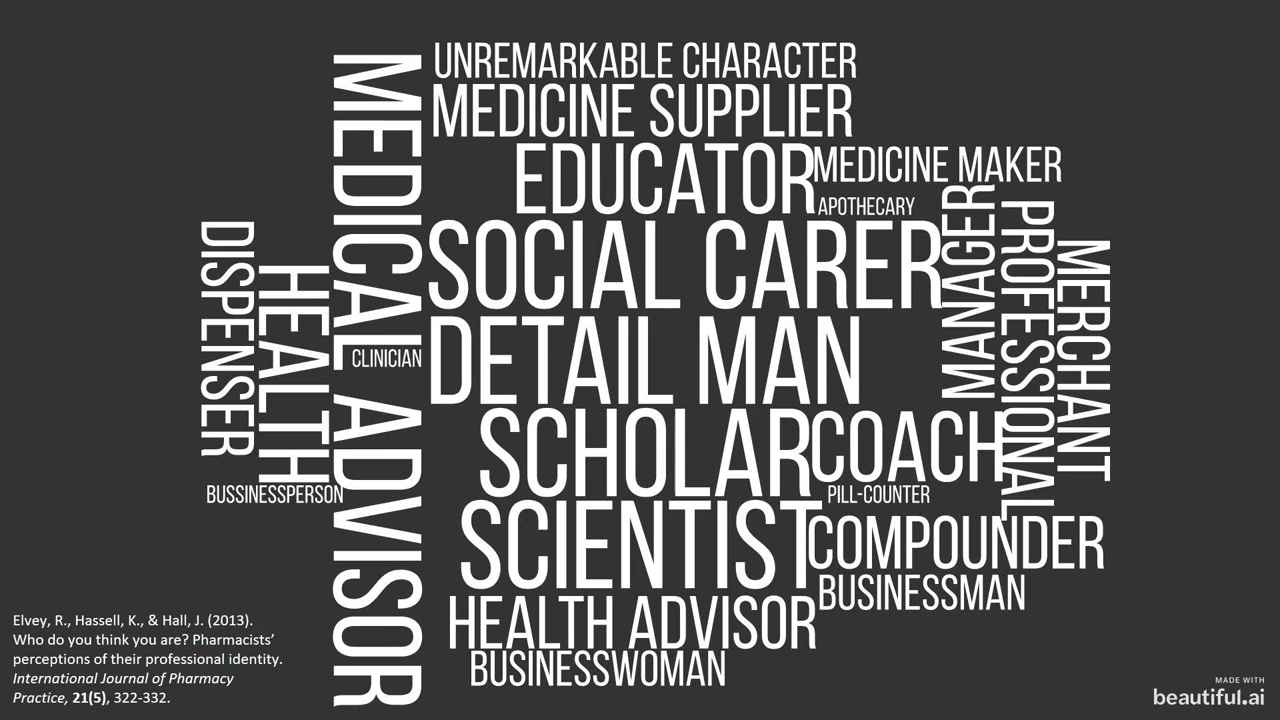 UNREMARKABLE CHARACTER
MEDICINE SUPPLIER
EDUCATOR
MEDICINE MAKER
APOTHECARY
SOCIAL CARER
DETAIL MAN
SCHOLAR
COACH
PILL-COUNTER
SCIENTIST
COMPOUNDER
BUSINESSMAN
HEALTH ADVISOR
BUSINESSWOMAN
MEDICAL ADVISOR
CLINICIAN
DISPENSER
HEALTH
BUSSINESSPERSON
MANAGER
PROFESSIONAL
MERCHANT
Elvey, R., Hassell, K., & Hall, J. (2013).
Who do you think you are? Pharmacists’
perceptions of their professional identity.
International Journal of Pharmacy
Practice, 21(5), 322-332.
MADE WITH
beautiful.ai